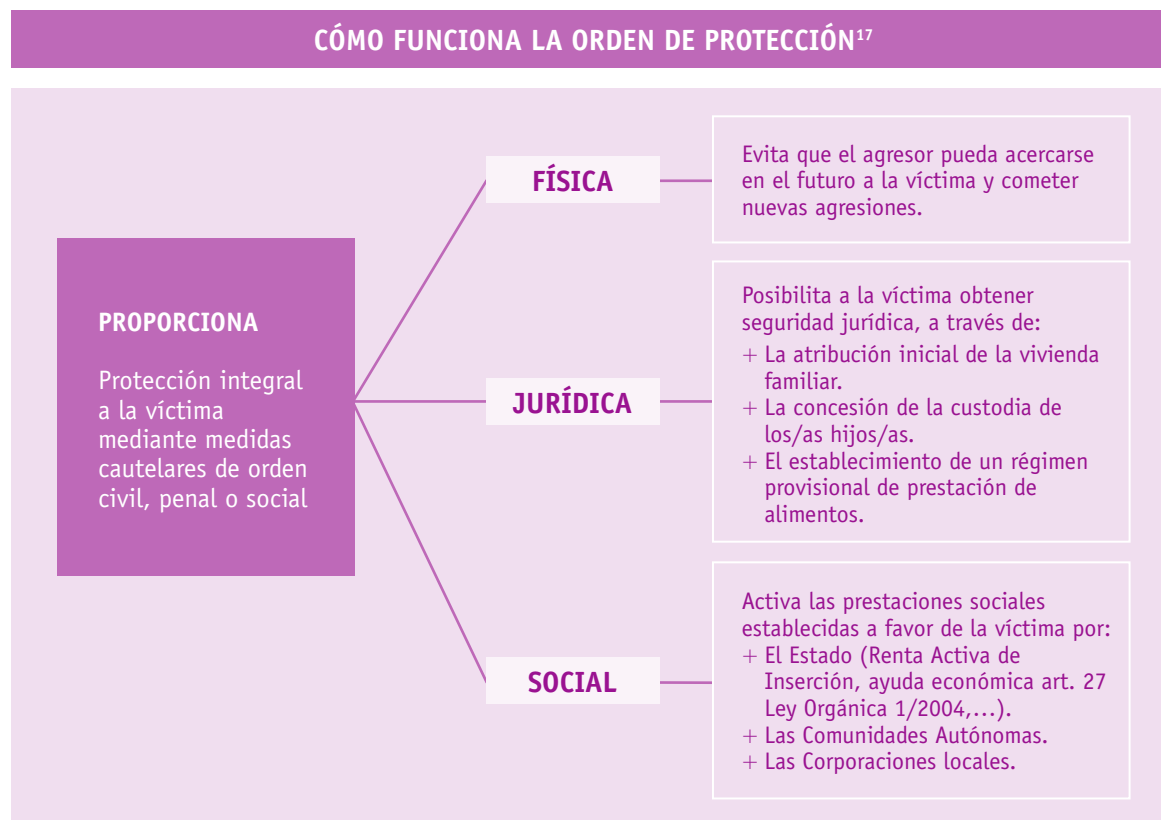 CÓMO FUNCIONA LA ORDEN DE PROTECCIÓN¹⁷
PROPORCIONA
Protección integral
a la víctima
mediante medidas
cautelares de orden
civil, penal o social
FÍSICA
Evita que el agresor pueda acercarse
en el futuro a la víctima y cometer
nuevas agresiones.
JURÍDICA
Posibilita a la víctima obtener
seguridad jurídica, a través de:
+ La atribución inicial de la vivienda
familiar.
+ La concesión de la custodia de
los/as hijos/as.
+ El establecimiento de un régimen
provisional de prestación de
alimentos.
SOCIAL
Activa las prestaciones sociales
establecidas a favor de la víctima por:
+ El Estado (Renta Activa de
Inserción, ayuda económica art. 27
Ley Orgánica 1/2004,...).
+ Las Comunidades Autónomas.
+ Las Corporaciones locales.